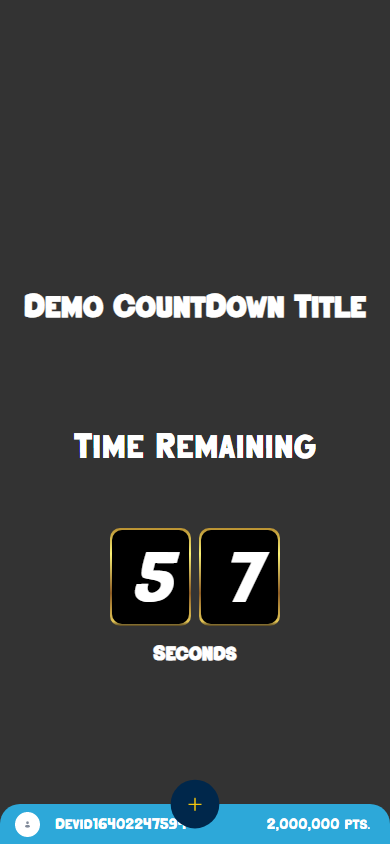 Demo CountDown Title
Time Remaining
5 7
Seconds
2,000,000 pts.